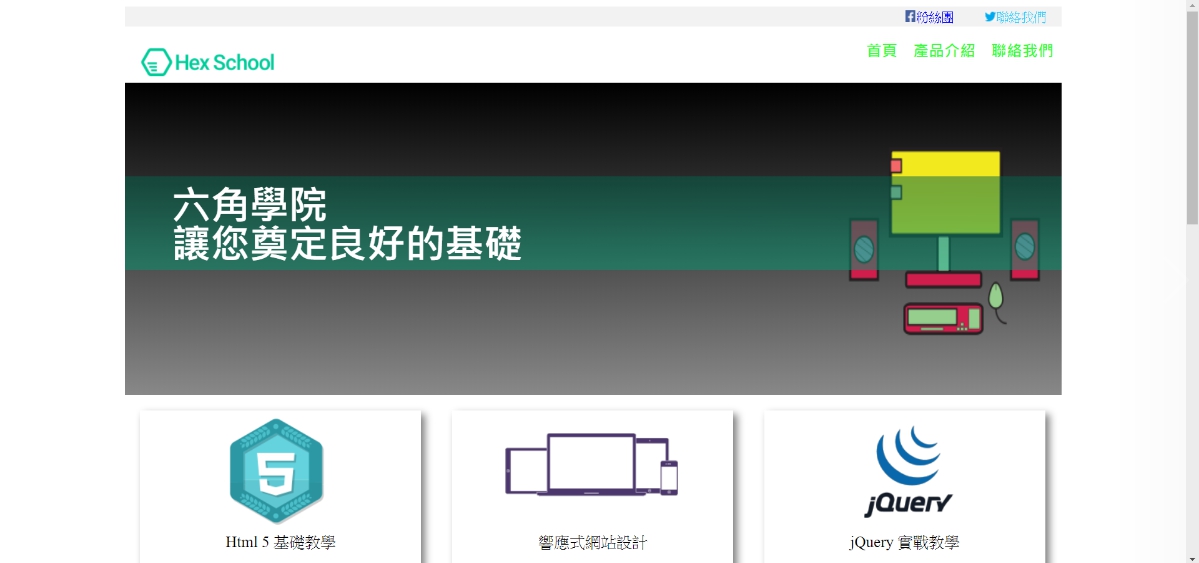 粉絲團 聯絡我們
Hex School
首頁 產品介紹 聯絡我們
六角學院
讓您奠定良好的基礎
5
jQuery
Html 5 基礎教學 響應式網站設計 jQuery 實戰教學